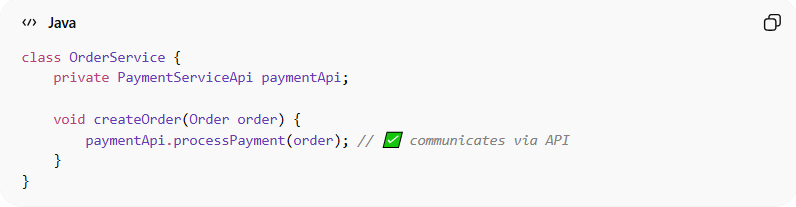 </> Java
class OrderService {
    private PaymentServiceApi paymentApi;

    void createOrder(Order order) {
        paymentApi.processPayment(order); // ✅ communicates via API
    }
}